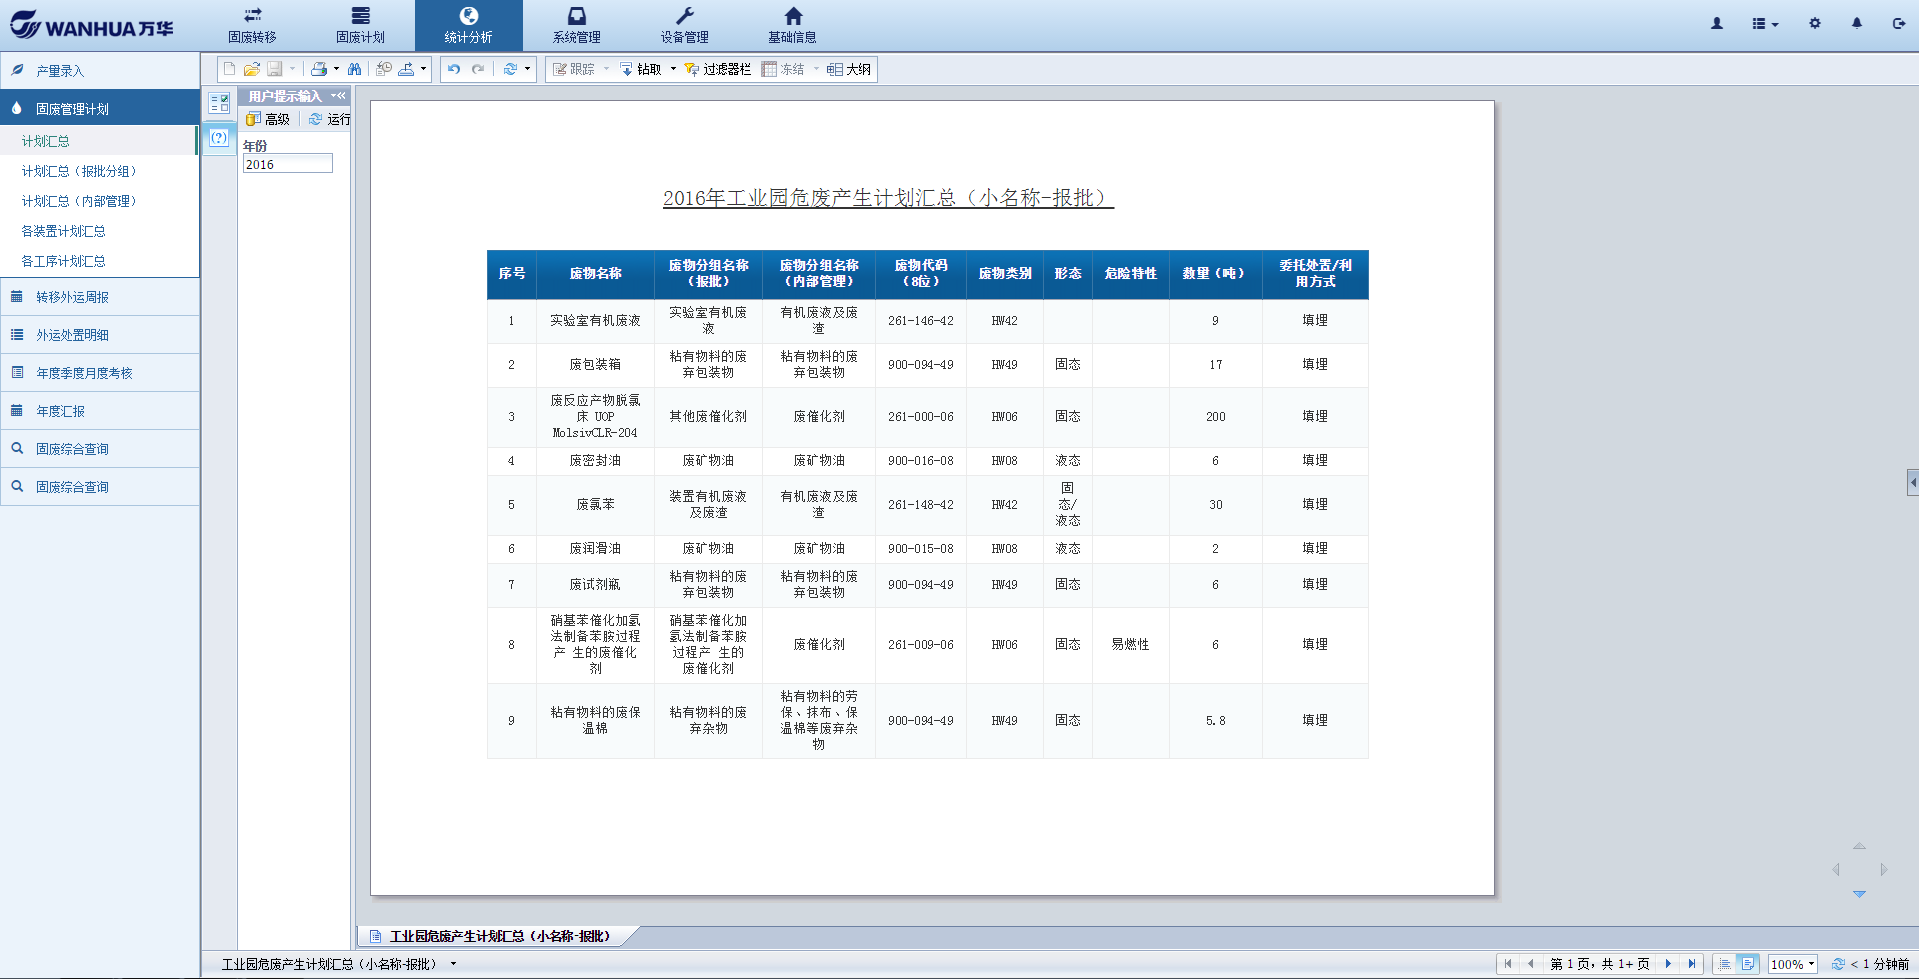 WANHUA万华
固废转移
固废计划
统计分析
系统管理
设备管理
基础信息
产量录入
固废管理计划
计划汇总
计划汇总（报批分组）
计划汇总（内部管理）
各装置计划汇总
各工序计划汇总
转移外运周报
外运处置明细
年度季度月度考核
年度汇报
固废综合查询
固废综合查询
跟踪
钻取
过滤器栏
冻结
大纲
用户提示输入
高级
运行
年份
2016
2016年工业园危废产生计划汇总（小名称-报批）
序号 废物名称 废物分组名称（报批） 废物分组名称（内部管理） 废物代码（8位） 废物类别 形态 危险特性 数量（吨） 委托处置/利用方式
1 实验室有机废液 实验室有机废液 有机废液及废渣 261-146-42 HW42 9 填埋
2 废包装箱 粘有物料的废弃包装物 粘有物料的废弃包装物 900-094-49 HW49 固态 17 填埋
3 废反应产物脱氯床 UOP MolsivCLR-204 其他废催化剂 废催化剂 261-000-06 HW06 固态 200 填埋
4 废密封油 废矿物油 废矿物油 900-016-08 HW08 液态 6 填埋
5 废氯苯 装置有机废液及废渣 有机废液及废渣 261-148-42 HW42 固态/液态 30 填埋
6 废润滑油 废矿物油 废矿物油 900-015-08 HW08 液态 2 填埋
7 废试剂瓶 粘有物料的废弃包装物 粘有物料的废弃包装物 900-094-49 HW49 固态 6 填埋
8 硝基苯催化加氢法制备苯胺过程产 生的废催化剂 硝基苯催化加氢法制备苯胺过程产 生的废催化剂 废催化剂 261-009-06 HW06 固态 易燃性 6 填埋
9 粘有物料的废保温棉 粘有物料的废弃杂物 粘有物料的劳保、抹布、保温棉等废弃杂物 900-094-49 HW49 固态 5.8 填埋
工业园危废产生计划汇总（小名称-报批）
工业园危废产生计划汇总（小名称-报批）
第 1 页，共 1+ 页
100%
< 1 分钟前